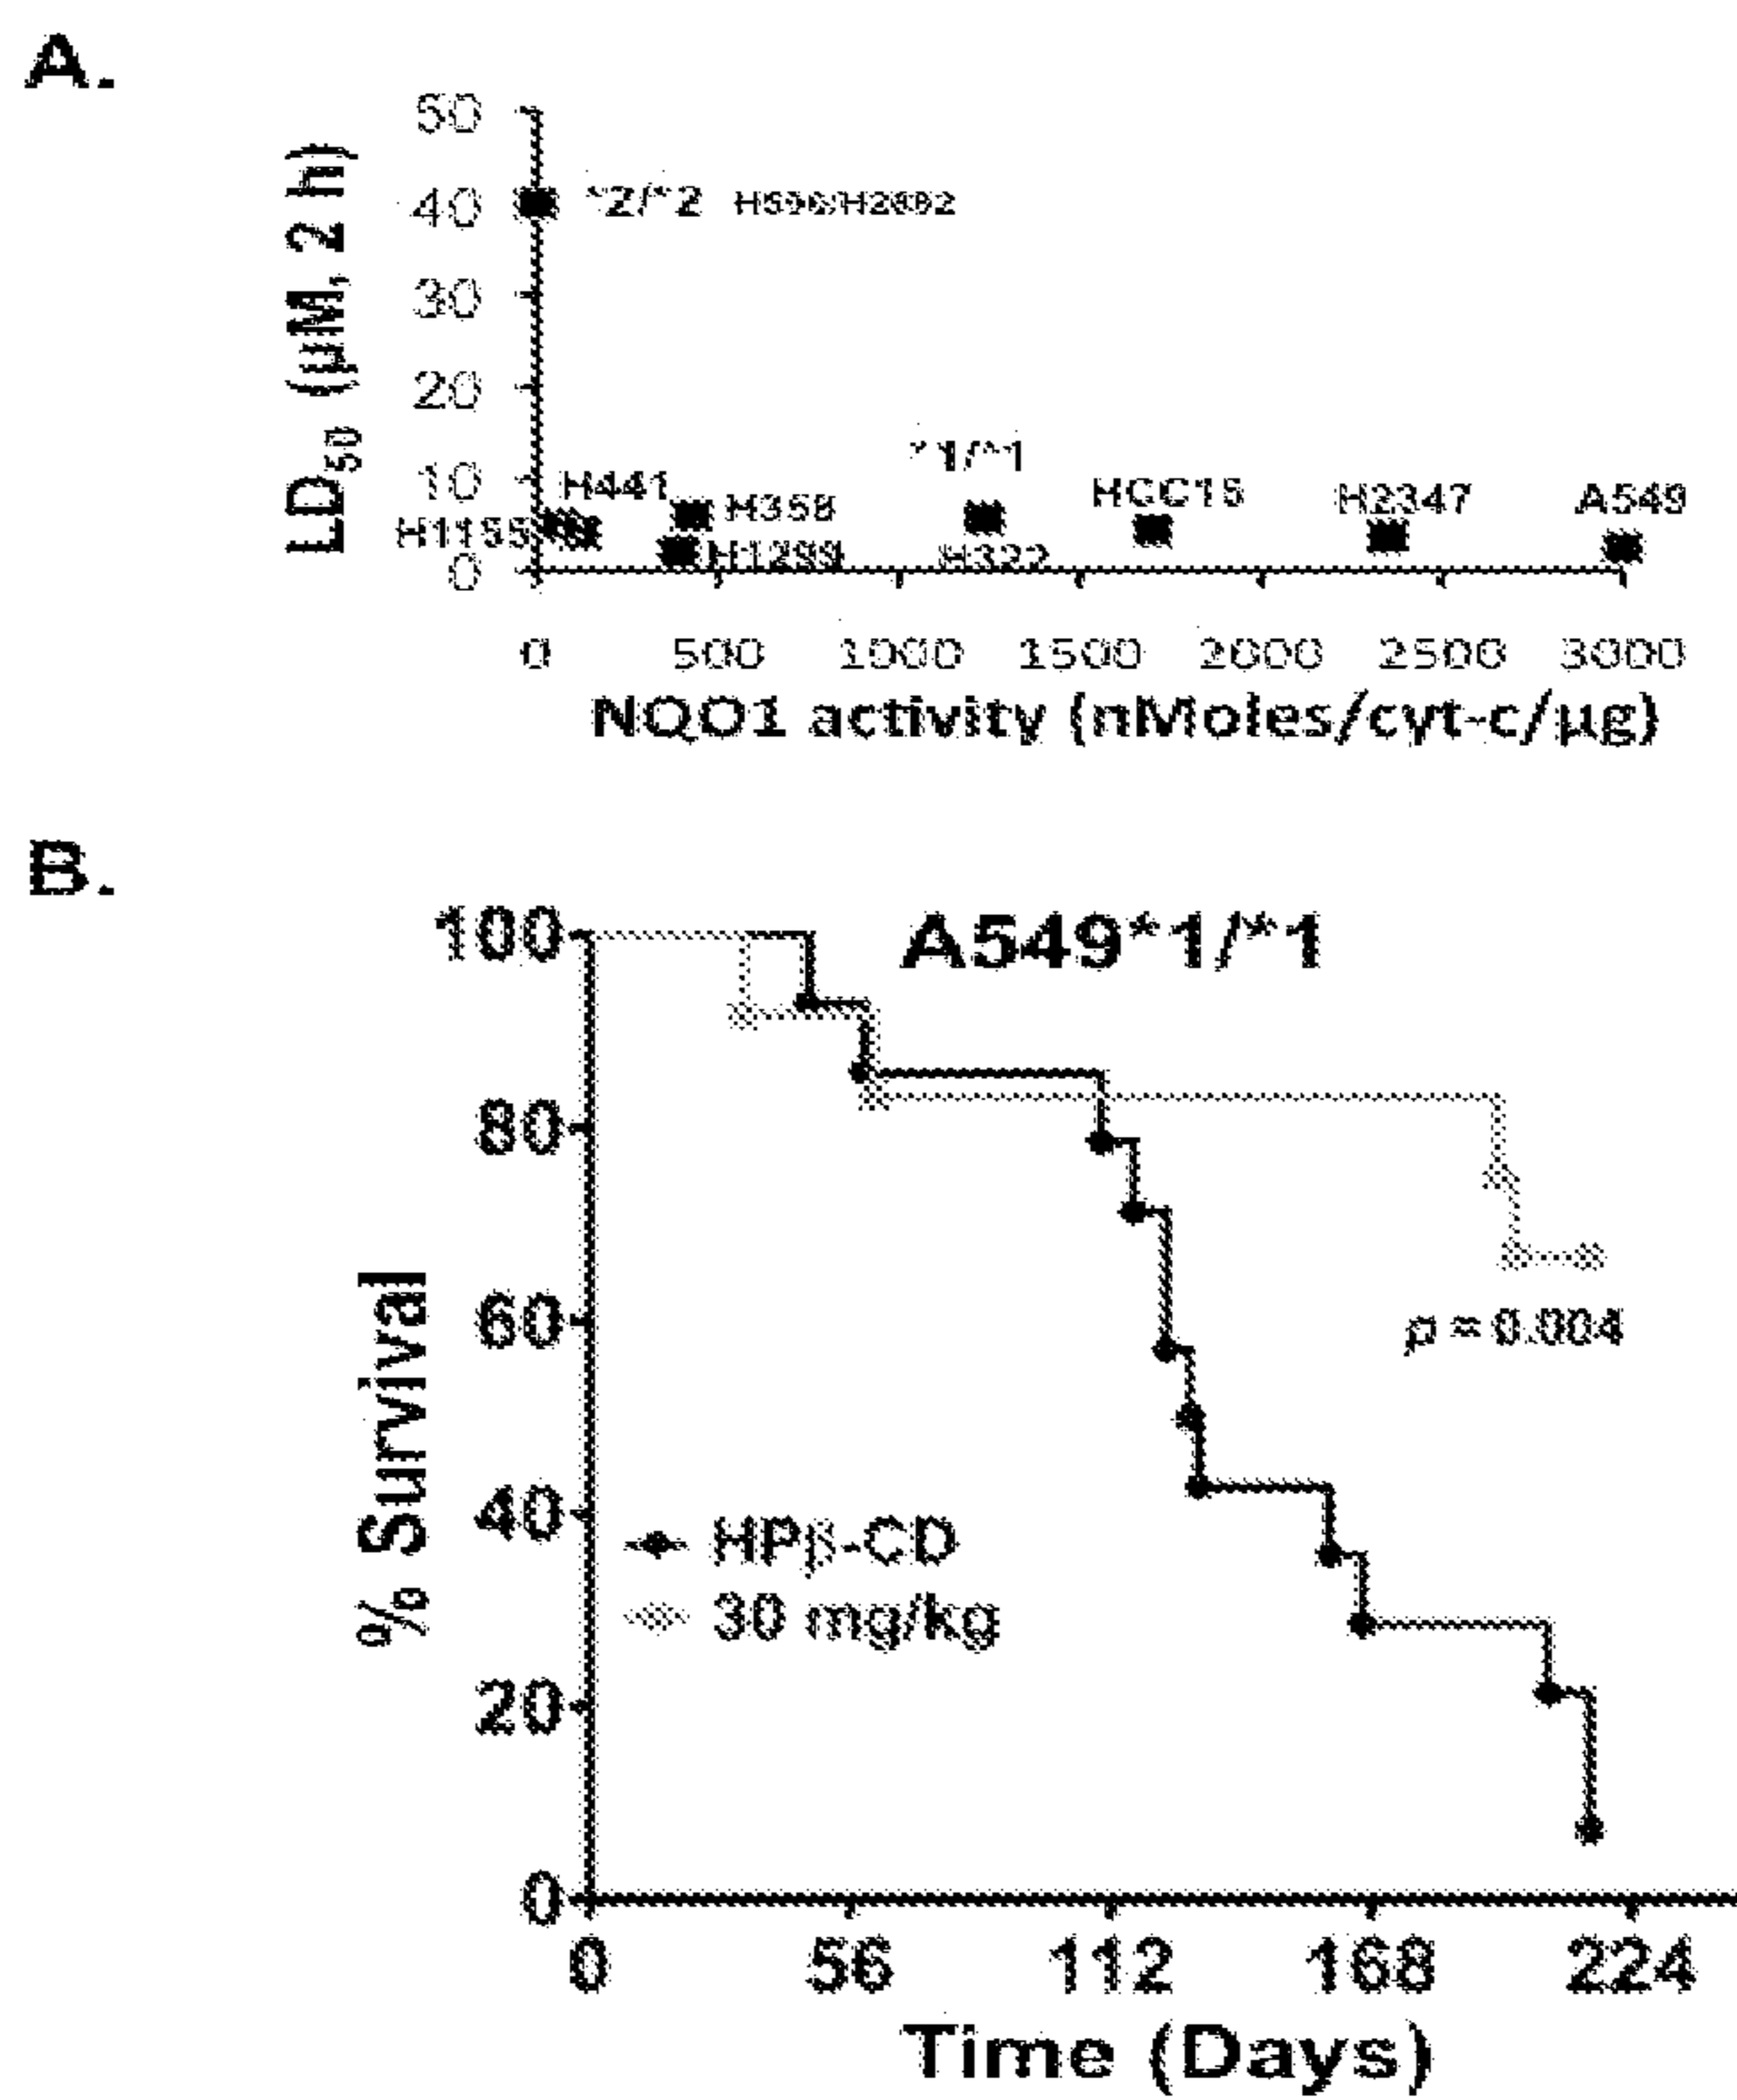 A.
LD50 (µM, 2 h)
50
40
30
20
10
0
*2/*2
H441
H1155
H358
H1299
*1/*1
H322
HCC15
H2347
A549
0 500 1000 1500 2000 2500 3000
NQO1 activity (nMoles/cyt-c/µg)
B.
A549*1/*1
% Survival
100
80
60
40
20
0
p = 0.004
HPβ-CD
30 mg/kg
0 56 112 168 224
Time (Days)